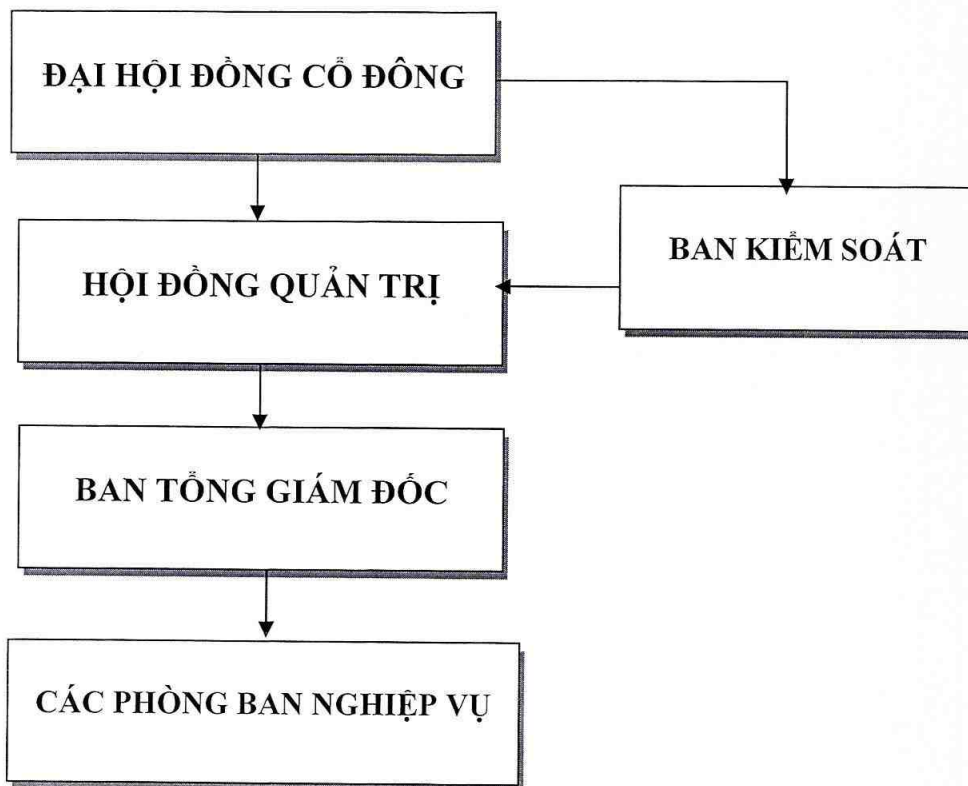 ĐẠI HỘI ĐỒNG CỔ ĐÔNG
BAN KIỂM SOÁT
HỘI ĐỒNG QUẢN TRỊ
BAN TỔNG GIÁM ĐỐC
CÁC PHÒNG BAN NGHIỆP VỤ